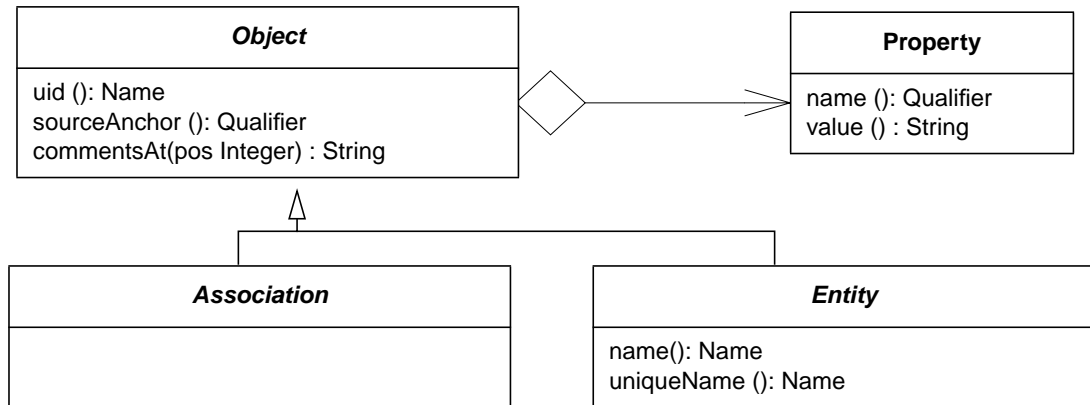 Object
uid (): Name
sourceAnchor (): Qualifier
commentsAt(pos Integer) : String
Property
name (): Qualifier
value () : String
Association
Entity
name(): Name
uniqueName (): Name